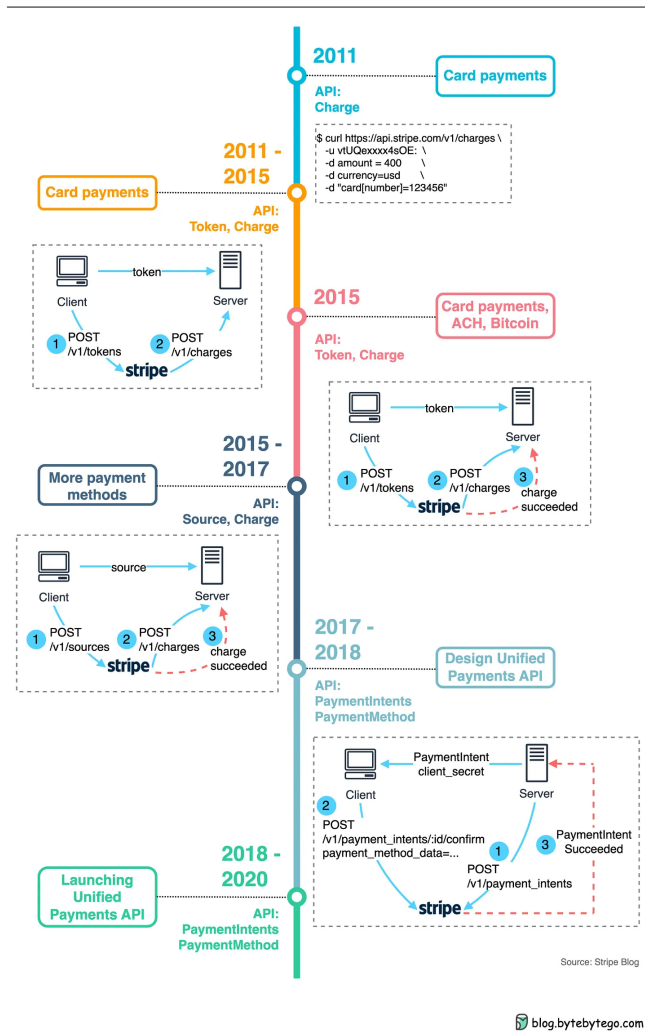 2011
Card payments
API:
Charge
$ curl https://api.stripe.com/v1/charges \
-u vtUQexxxx4sOE: \
-d amount = 400 \
-d currency=usd \
-d "card[number]=123456"
2011 -
2015
Card payments
API:
Token, Charge
token
Client
Server
1
POST
/v1/tokens
2
POST
/v1/charges
stripe
2015
Card payments,
ACH, Bitcoin
API:
Token, Charge
token
Client
Server
1
POST
/v1/tokens
2
POST
/v1/charges
3
charge
succeeded
stripe
2015 -
2017
More payment
methods
API:
Source, Charge
source
Client
Server
1
POST
/v1/sources
2
POST
/v1/charges
3
charge
succeeded
stripe
2017 -
2018
Design Unified
Payments API
API:
PaymentIntents
PaymentMethod
PaymentIntent
client_secret
Client
Server
2
POST
/v1/payment_intents/:id/confirm
payment_method_data=...
1
POST
/v1/payment_intents
3
PaymentIntent
Succeeded
stripe
2018 -
2020
Launching
Unified
Payments API
API:
PaymentIntents
PaymentMethod
Source: Stripe Blog
blog.bytebytego.com